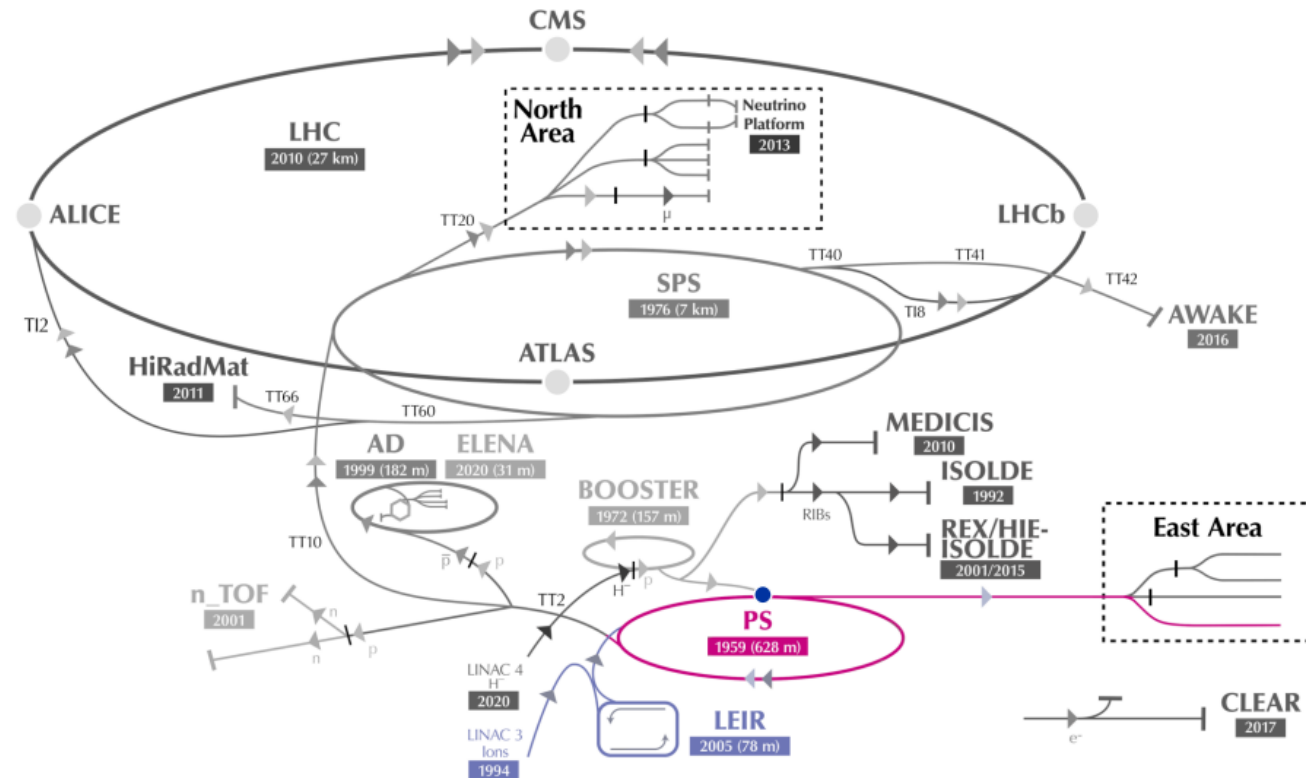 CMS
North
Area
Neutrino
Platform
2013
LHC
2010 (27 km)
μ
ALICE
LHCb
TT20
TT40
TT41
TT42
SPS
1976 (7 km)
TI8
AWAKE
2016
TI2
ATLAS
HiRadMat
2011
TT66
TT60
AD
1999 (182 m)
ELENA
2020 (31 m)
MEDICIS
2010
BOOSTER
1972 (157 m)
ISOLDE
1992
RIBs
REX/HIE-
ISOLDE
2001/2015
East Area
TT10
p̅
p
H⁻
p
n_TOF
2001
n
n
p
TT2
PS
1959 (628 m)
LINAC 4
H⁻
2020
LINAC 3
Ions
1994
LEIR
2005 (78 m)
e⁻
CLEAR
2017